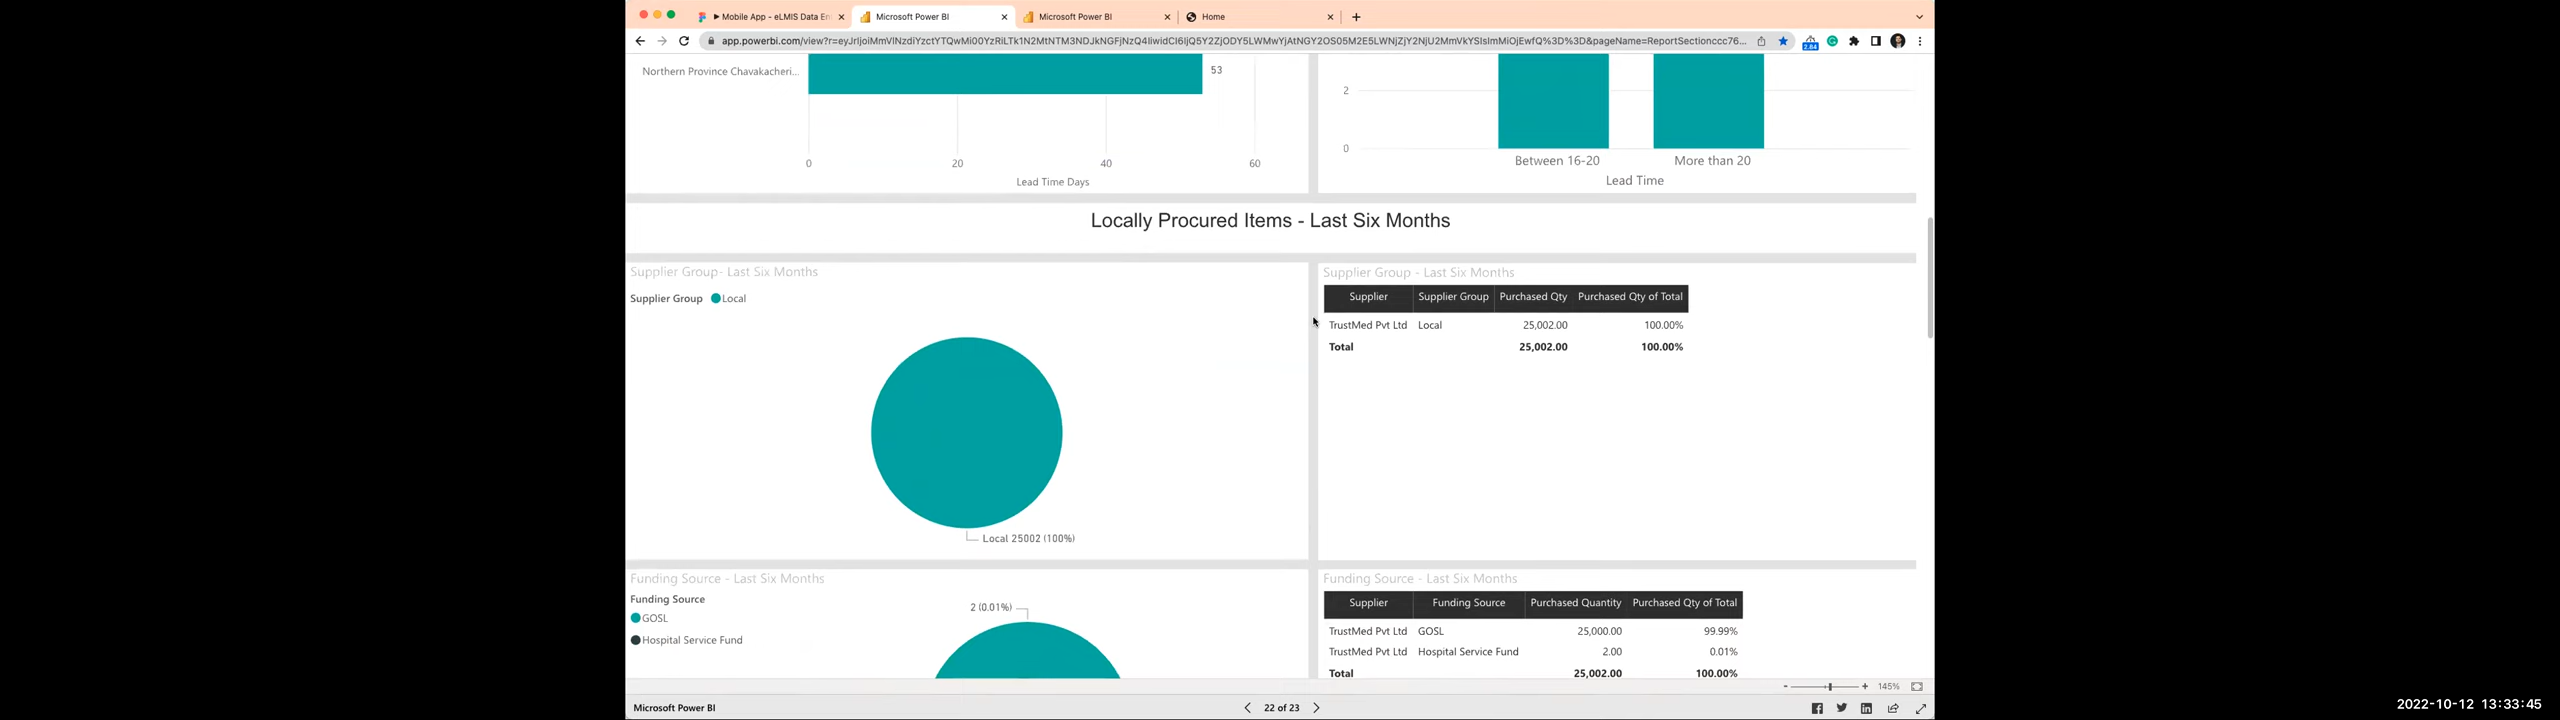 Mobile App - eLMIS Data En
Microsoft Power BI
Microsoft Power BI
Home
app.powerbi.com/view?r=
2.84
Northern Province Chavakacheri...
53
0
20
40
60
Lead Time Days
2
0
Between 16-20
More than 20
Lead Time
Locally Procured Items - Last Six Months
Supplier Group- Last Six Months
Supplier Group Local
Local 25002 (100%)
Supplier Group - Last Six Months
Supplier Supplier Group Purchased Qty Purchased Qty of Total
TrustMed Pvt Ltd Local 25,002.00 100.00%
Total 25,002.00 100.00%
Funding Source - Last Six Months
Funding Source
GOSL
Hospital Service Fund
2 (0.01%)
Funding Source - Last Six Months
Supplier Funding Source Purchased Quantity Purchased Qty of Total
TrustMed Pvt Ltd GOSL 25,000.00 99.99%
TrustMed Pvt Ltd Hospital Service Fund 2.00 0.01%
Total 25,002.00 100.00%
- + 145%
Microsoft Power BI
22 of 23
2022-10-12 13:33:45